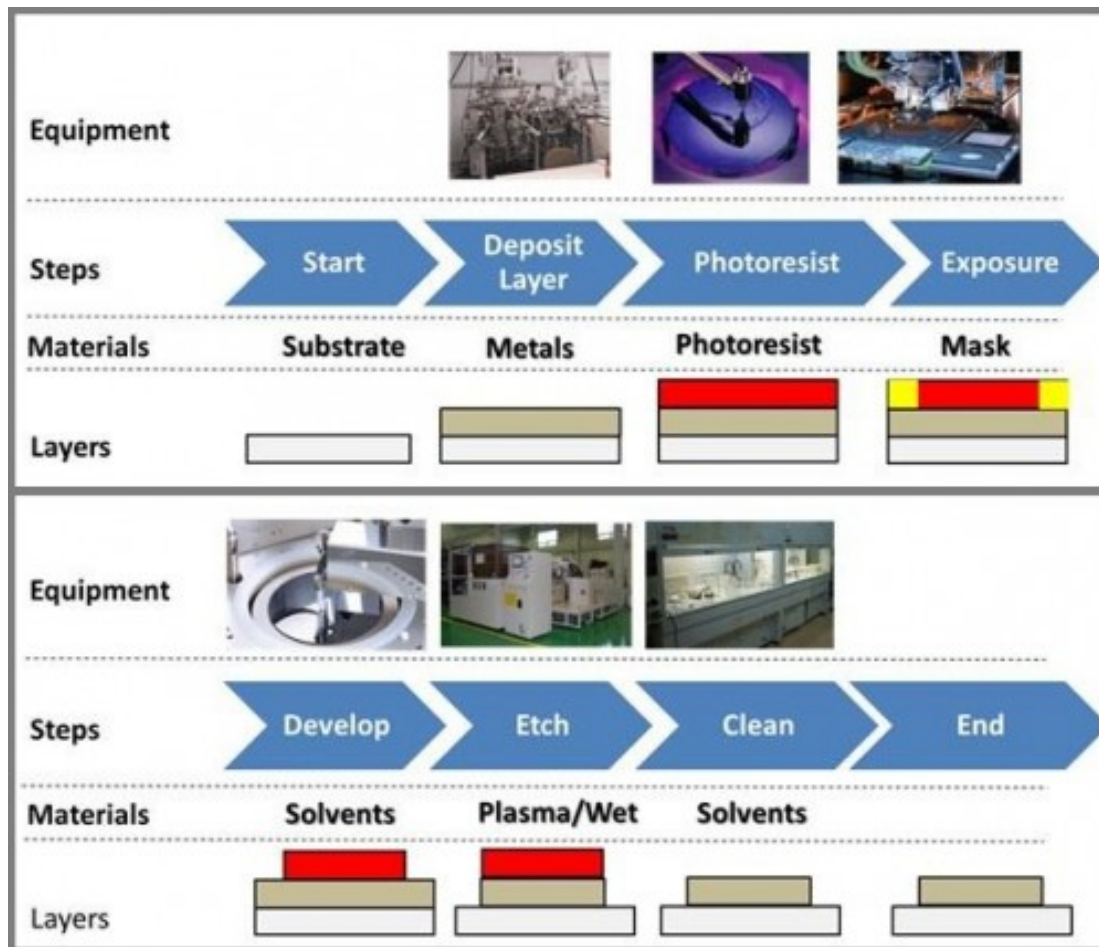 Equipment
Steps
Start
Deposit
Layer
Photoresist
Exposure
Materials
Substrate
Metals
Photoresist
Mask
Layers
Equipment
Steps
Develop
Etch
Clean
End
Materials
Solvents
Plasma/Wet
Solvents
Layers